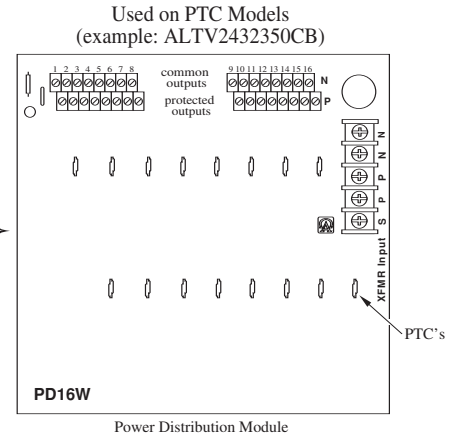 Used on PTC Models
(example: ALTV2432350CB)
1 2 3 4 5 6 7 8
common
outputs
9 10 11 12 13 14 15 16
N
protected
outputs
P
N
N
P
P
S
XFMR Input
PTC's
PD16W
Power Distribution Module